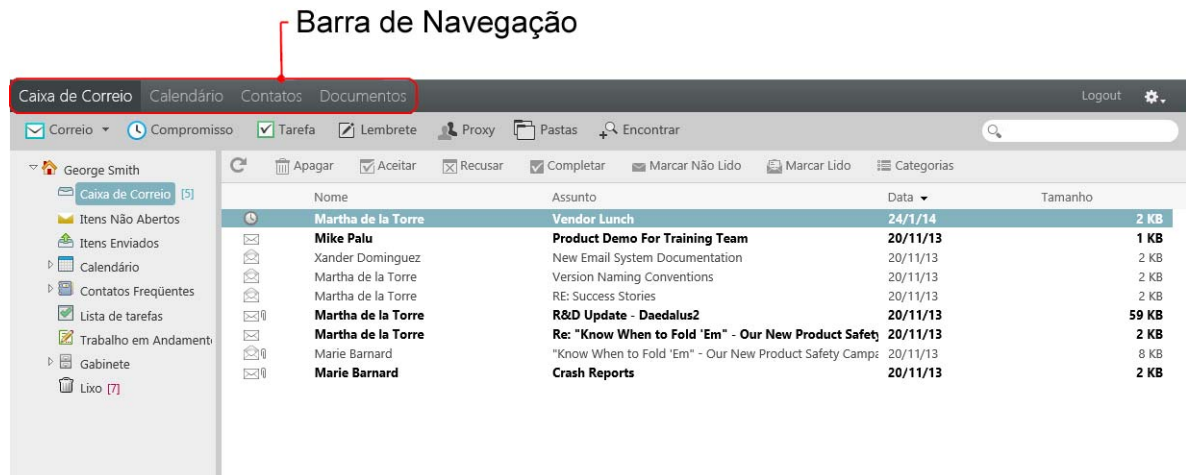 Barra de Navegação
Caixa de Correio Calendário Contatos Documentos Logout
Correio Compromisso Tarefa Lembrete Proxy Pastas Encontrar
George Smith
Caixa de Correio [5]
Itens Não Abertos
Itens Enviados
Calendário
Contatos Freqüentes
Lista de tarefas
Trabalho em Andament
Gabinete
Lixo [7]
Apagar Aceitar Recusar Completar Marcar Não Lido Marcar Lido Categorias
Nome Assunto Data Tamanho
Martha de la Torre Vendor Lunch 24/1/14 2 KB
Mike Palu Product Demo For Training Team 20/11/13 1 KB
Xander Dominguez New Email System Documentation 20/11/13 2 KB
Martha de la Torre Version Naming Conventions 20/11/13 2 KB
Martha de la Torre RE: Success Stories 20/11/13 2 KB
Martha de la Torre R&D Update - Daedalus2 20/11/13 59 KB
Martha de la Torre Re: "Know When to Fold 'Em" - Our New Product Safety 20/11/13 2 KB
Marie Barnard "Know When to Fold 'Em" - Our New Product Safety Campa 20/11/13 8 KB
Marie Barnard Crash Reports 20/11/13 2 KB